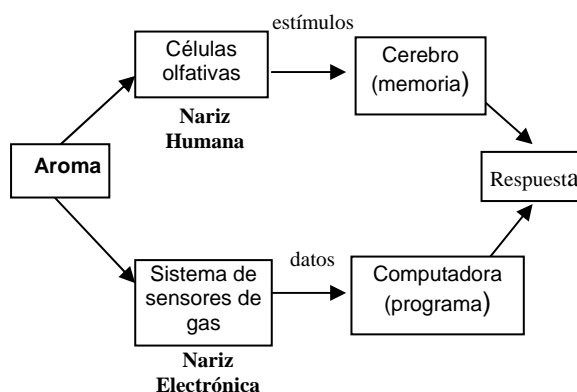 estímulos
Células
olfativas
Cerebro
(memoria)
Nariz
Humana
Aroma
Respuesta
datos
Sistema de
sensores de
gas
Computadora
(programa)
Nariz
Electrónica